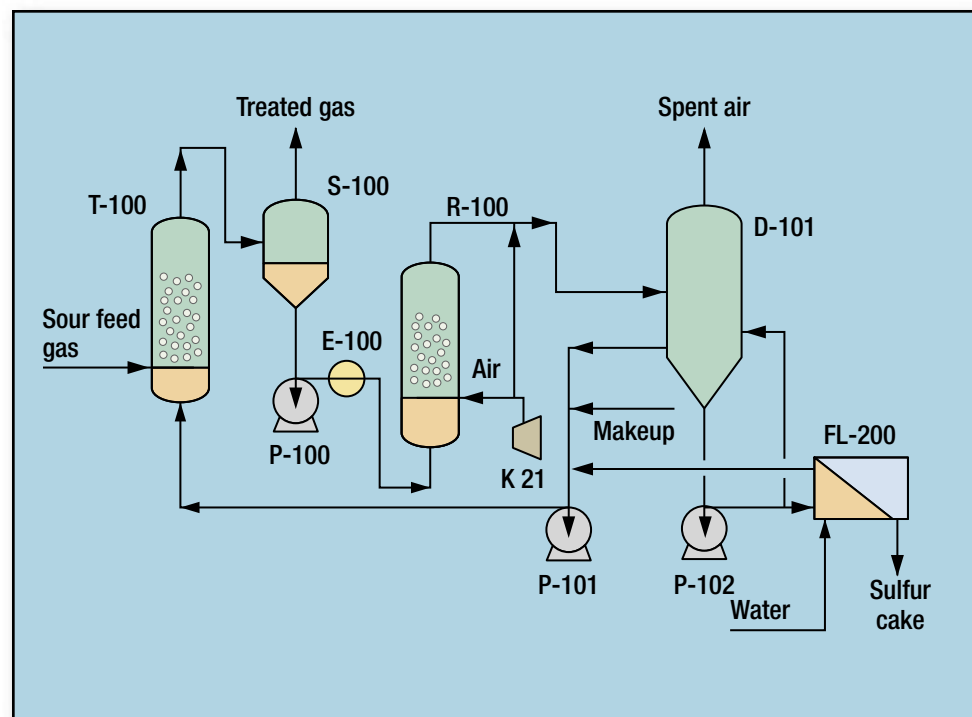 Treated gas
Spent air
S-100
T-100
R-100
D-101
Sour feed
gas
E-100
Air
Makeup
FL-200
P-100
K 21
P-101
P-102
Sulfur
cake
Water